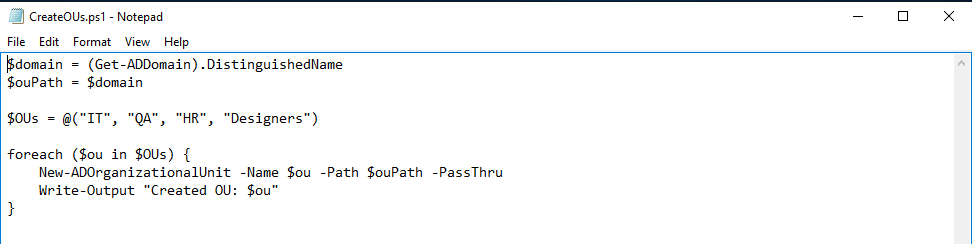 CreateOUs.ps1 - Notepad
File Edit Format View Help
$domain = (Get-ADDomain).DistinguishedName
$ouPath = $domain

$OUs = @("IT", "QA", "HR", "Designers")

foreach ($ou in $OUs) {
    New-ADOrganizationalUnit -Name $ou -Path $ouPath -PassThru
    Write-Output "Created OU: $ou"
}